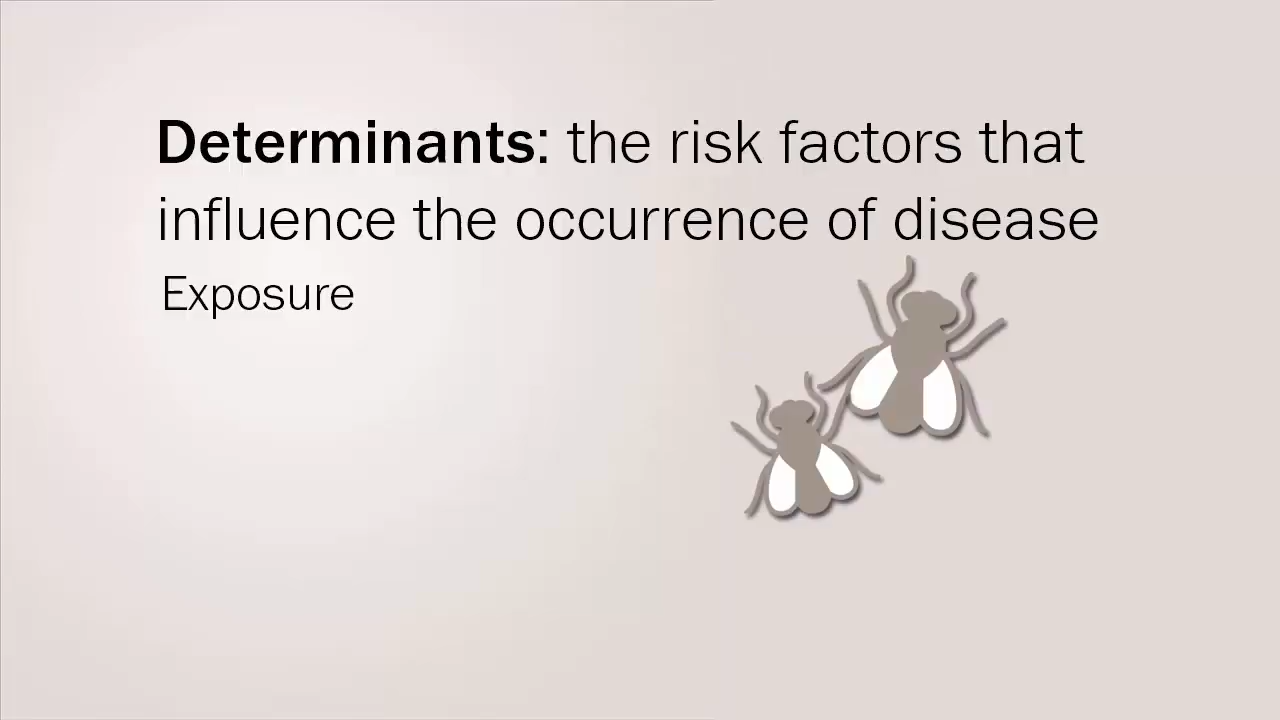 Determinants: the risk factors that
influence the occurrence of disease
Exposure